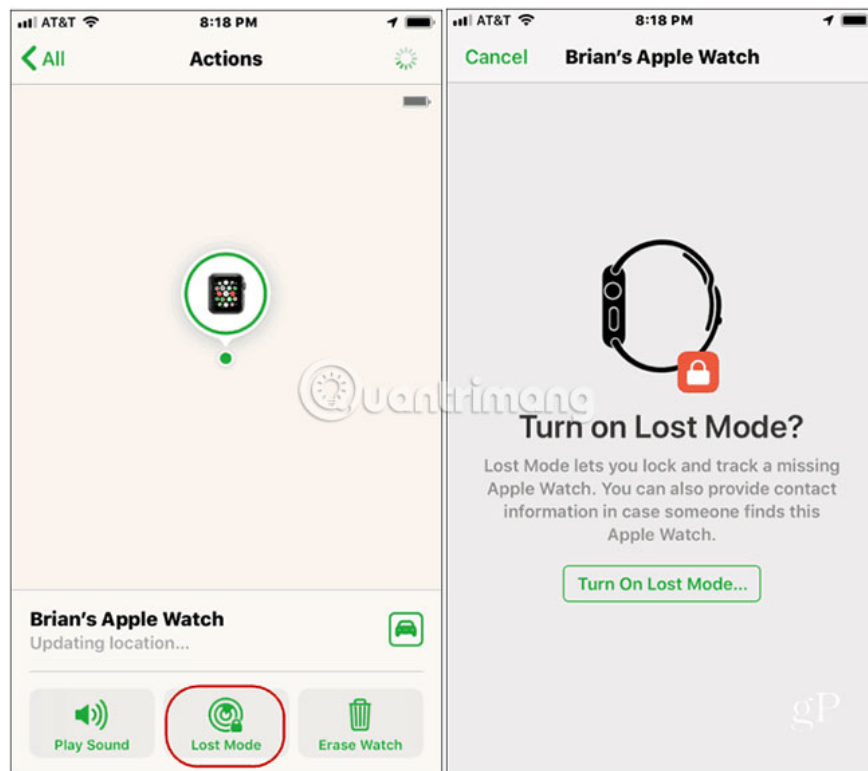 AT&T 8:18 PM
All Actions
Brian's Apple Watch
Updating location...
Play Sound Lost Mode Erase Watch
AT&T 8:18 PM
Cancel Brian's Apple Watch
Turn on Lost Mode?
Lost Mode lets you lock and track a missing
Apple Watch. You can also provide contact
information in case someone finds this
Apple Watch.
Turn On Lost Mode...
Quantrimang
gP